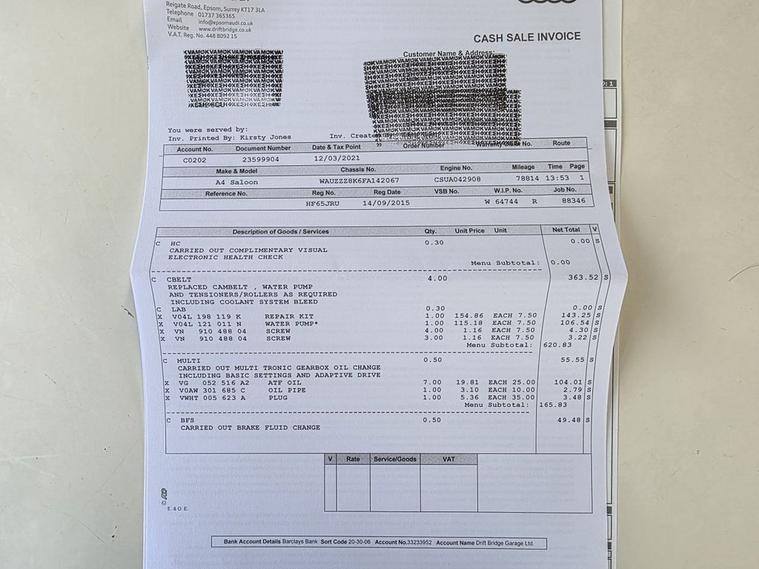 Reigate Road, Epsom, Surrey KT17 3LA
Telephone 01737 365365
Email info@epsomaudi.co.uk
Website www.driftbridge.co.uk
V.A.T. Reg. No. 448 8092 15
CASH SALE INVOICE
Customer Name & Address:
You were served by:
Inv. Printed By: Kirsty Jones Inv. Created
Account No. Document Number Date & Tax Point Order Number Route
C0202 23599904 12/03/2021
Make & Model Chassis No. Engine No. Mileage Time Page
A4 Saloon WAUZZZ8K6FA142067 CSUA042908 78814 13:53 1
Reference No. Reg No. Reg Date VSB No. W.I.P. No. Job No.
HF65JRU 14/09/2015 W 64744 R 88346
Description of Goods / Services Qty. Unit Price Unit Net Total V
C HC 0.30 0.00 S
CARRIED OUT COMPLIMENTARY VISUAL
ELECTRONIC HEALTH CHECK
Menu Subtotal: 0.00
C CBELT 4.00 363.52 S
REPLACED CAMBELT , WATER PUMP
AND TENSIONERS/ROLLERS AS REQUIRED
INCLUDING COOLANT SYSTEM BLEED
C LAB 0.30 0.00 S
X V04L 198 119 K REPAIR KIT 1.00 154.86 EACH 7.50 143.25 S
X V04L 121 011 N WATER PUMP* 1.00 115.18 EACH 7.50 106.54 S
X VN 910 488 04 SCREW 4.00 1.16 EACH 7.50 4.30 S
X VN 910 488 04 SCREW 3.00 1.16 EACH 7.50 3.22 S
Menu Subtotal: 620.83
C MULTI 0.50 55.55 S
CARRIED OUT MULTI TRONIC GEARBOX OIL CHANGE
INCLUDING BASIC SETTINGS AND ADAPTIVE DRIVE
X VG 052 516 A2 ATF OIL 7.00 19.81 EACH 25.00 104.01 S
X V0AW 301 685 C OIL PIPE 1.00 3.10 EACH 10.00 2.79 S
X VWHT 005 623 A PLUG 1.00 5.36 EACH 35.00 3.48 S
Menu Subtotal: 165.83
C BFS 0.50 49.48 S
CARRIED OUT BRAKE FLUID CHANGE
V Rate Service/Goods VAT
E40E
Bank Account Details Barclays Bank Sort Code 20-30-06 Account No.33233952 Account Name Drift Bridge Garage Ltd.